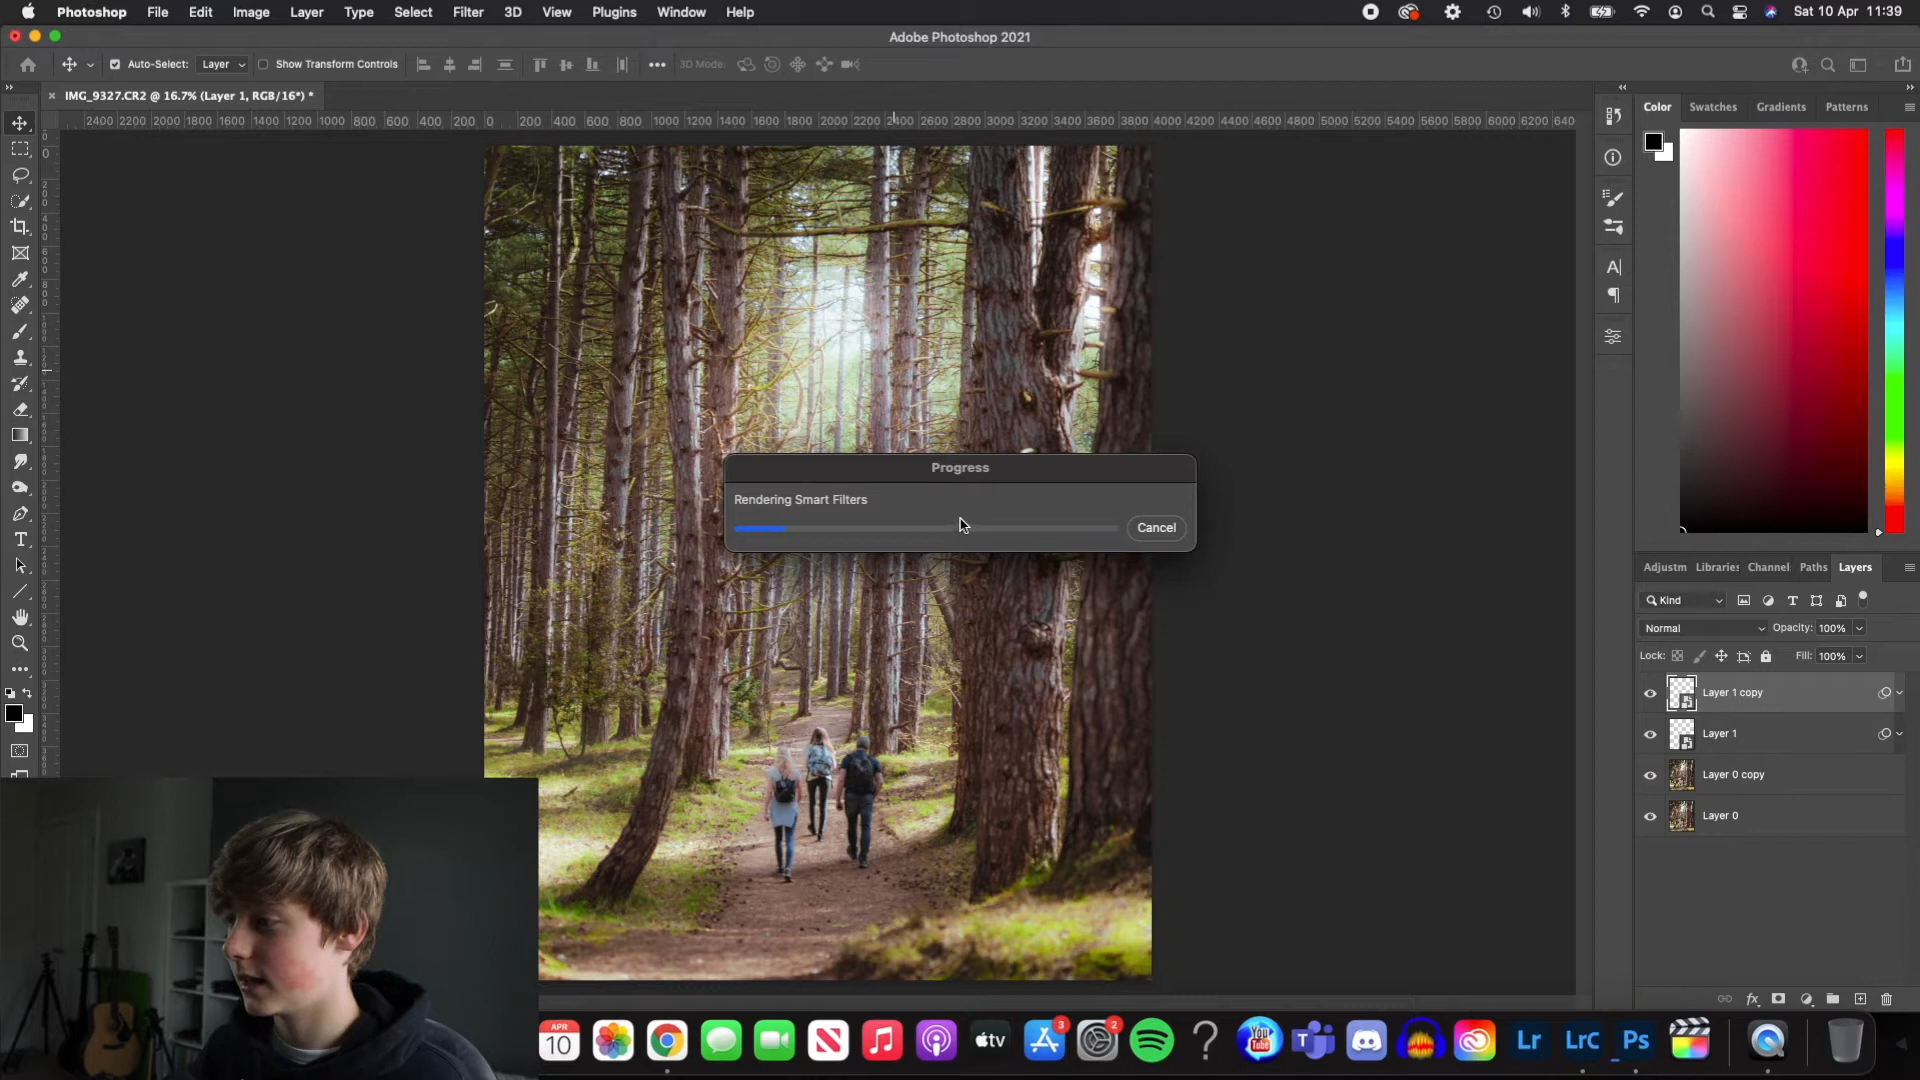 Photoshop File Edit Image Layer Type Select Filter 3D View Plugins Window Help Sat 10 Apr 11:39
Adobe Photoshop 2021
Auto-Select: Layer Show Transform Controls 3D Mode:
IMG_9327.CR2 @ 16.7% (Layer 1, RGB/16*) *
Color Swatches Gradients Patterns
2400 2200 2000 1800 1600 1400 1200 1000 800 600 400 200 0 200 400 600 800 1000 1200 1400 1600 1800 2000 2200 2400 2600 2800 3000 3200 3400 3600 3800 4000 4200 4400 4600 4800 5000 5200 5400 5600 5800 6000 6200 640
Progress
Rendering Smart Filters
Cancel
Adjustm Libraries Channel Paths Layers
Kind
Normal Opacity: 100%
Lock: Fill: 100%
Layer 1 copy
Layer 1
Layer 0 copy
Layer 0
fx
APR
10
tv
3
2
?
You
Tube
Lr
LrC
Ps